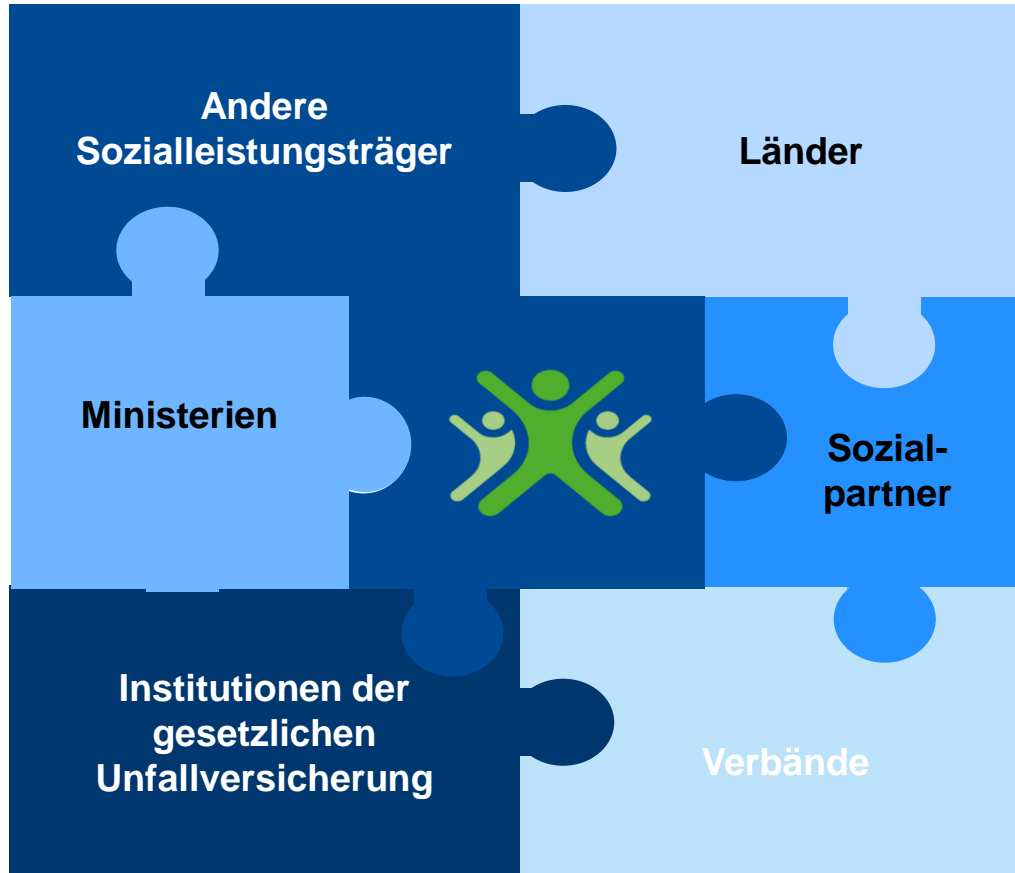 Andere
Sozialleistungsträger
Länder
Ministerien
Sozial-
partner
Institutionen der
gesetzlichen
Unfallversicherung
Verbände